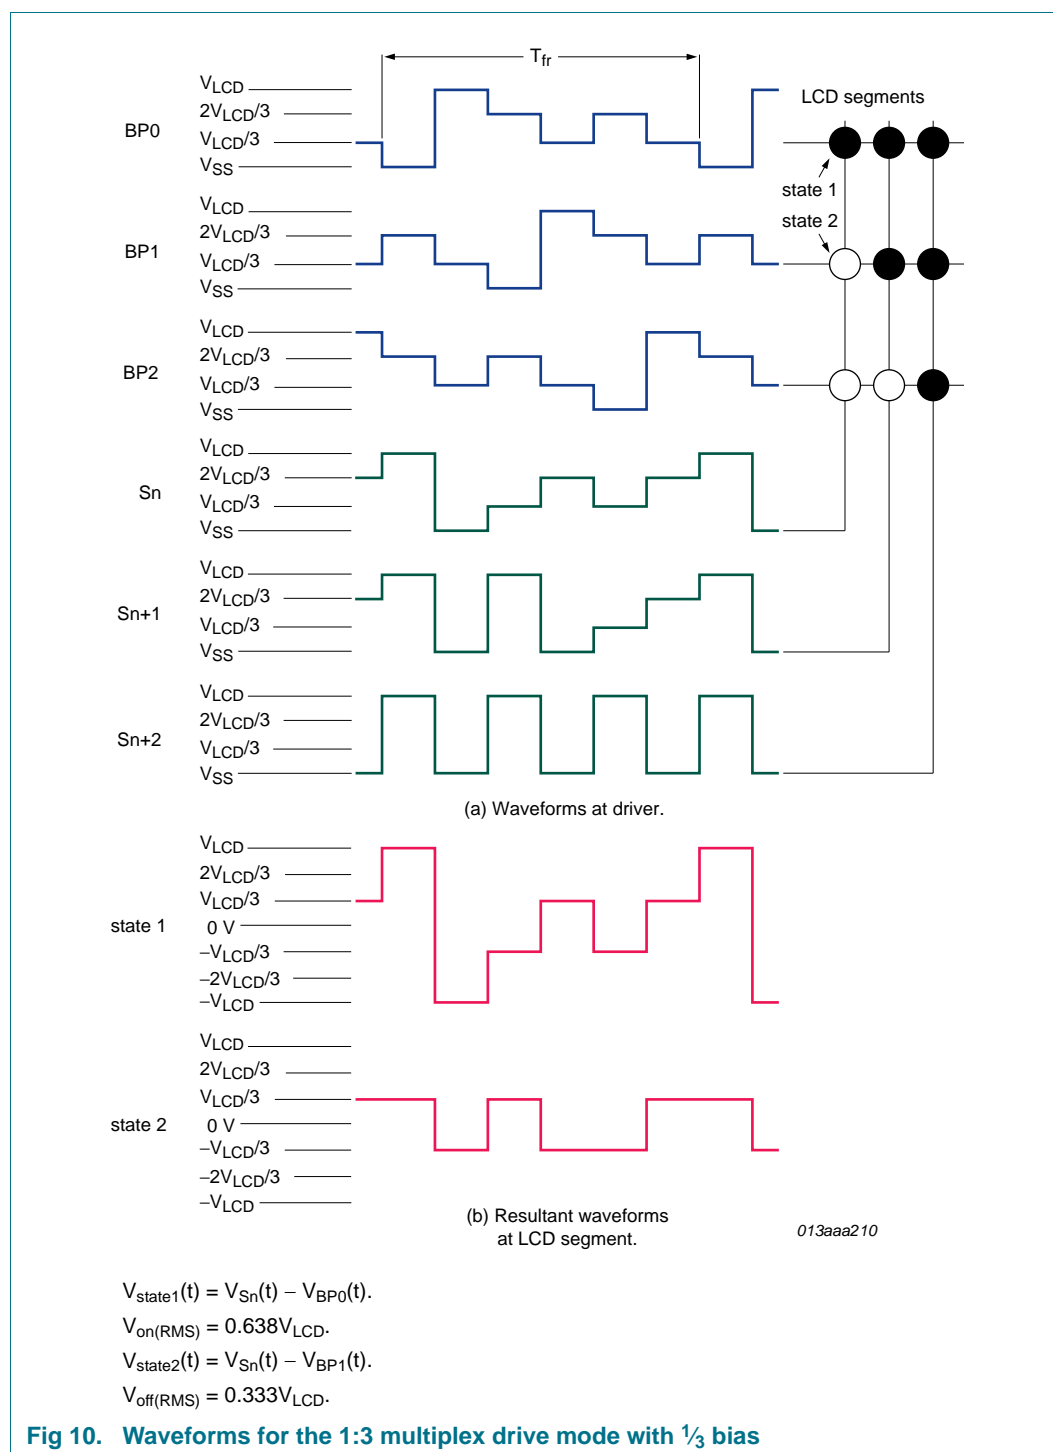 Tfr
LCD segments
BP0
VLCD
2VLCD/3
VLCD/3
VSS
state 1
state 2
BP1
VLCD
2VLCD/3
VLCD/3
VSS
BP2
VLCD
2VLCD/3
VLCD/3
VSS
Sn
VLCD
2VLCD/3
VLCD/3
VSS
Sn+1
VLCD
2VLCD/3
VLCD/3
VSS
Sn+2
VLCD
2VLCD/3
VLCD/3
VSS
(a) Waveforms at driver.
state 1
VLCD
2VLCD/3
VLCD/3
0 V
−VLCD/3
−2VLCD/3
−VLCD
state 2
VLCD
2VLCD/3
VLCD/3
0 V
−VLCD/3
−2VLCD/3
−VLCD
(b) Resultant waveforms
at LCD segment.
013aaa210
Vstate1(t) = VSn(t) − VBP0(t).
Von(RMS) = 0.638VLCD.
Vstate2(t) = VSn(t) − VBP1(t).
Voff(RMS) = 0.333VLCD.
Fig 10. Waveforms for the 1:3 multiplex drive mode with 1⁄3 bias